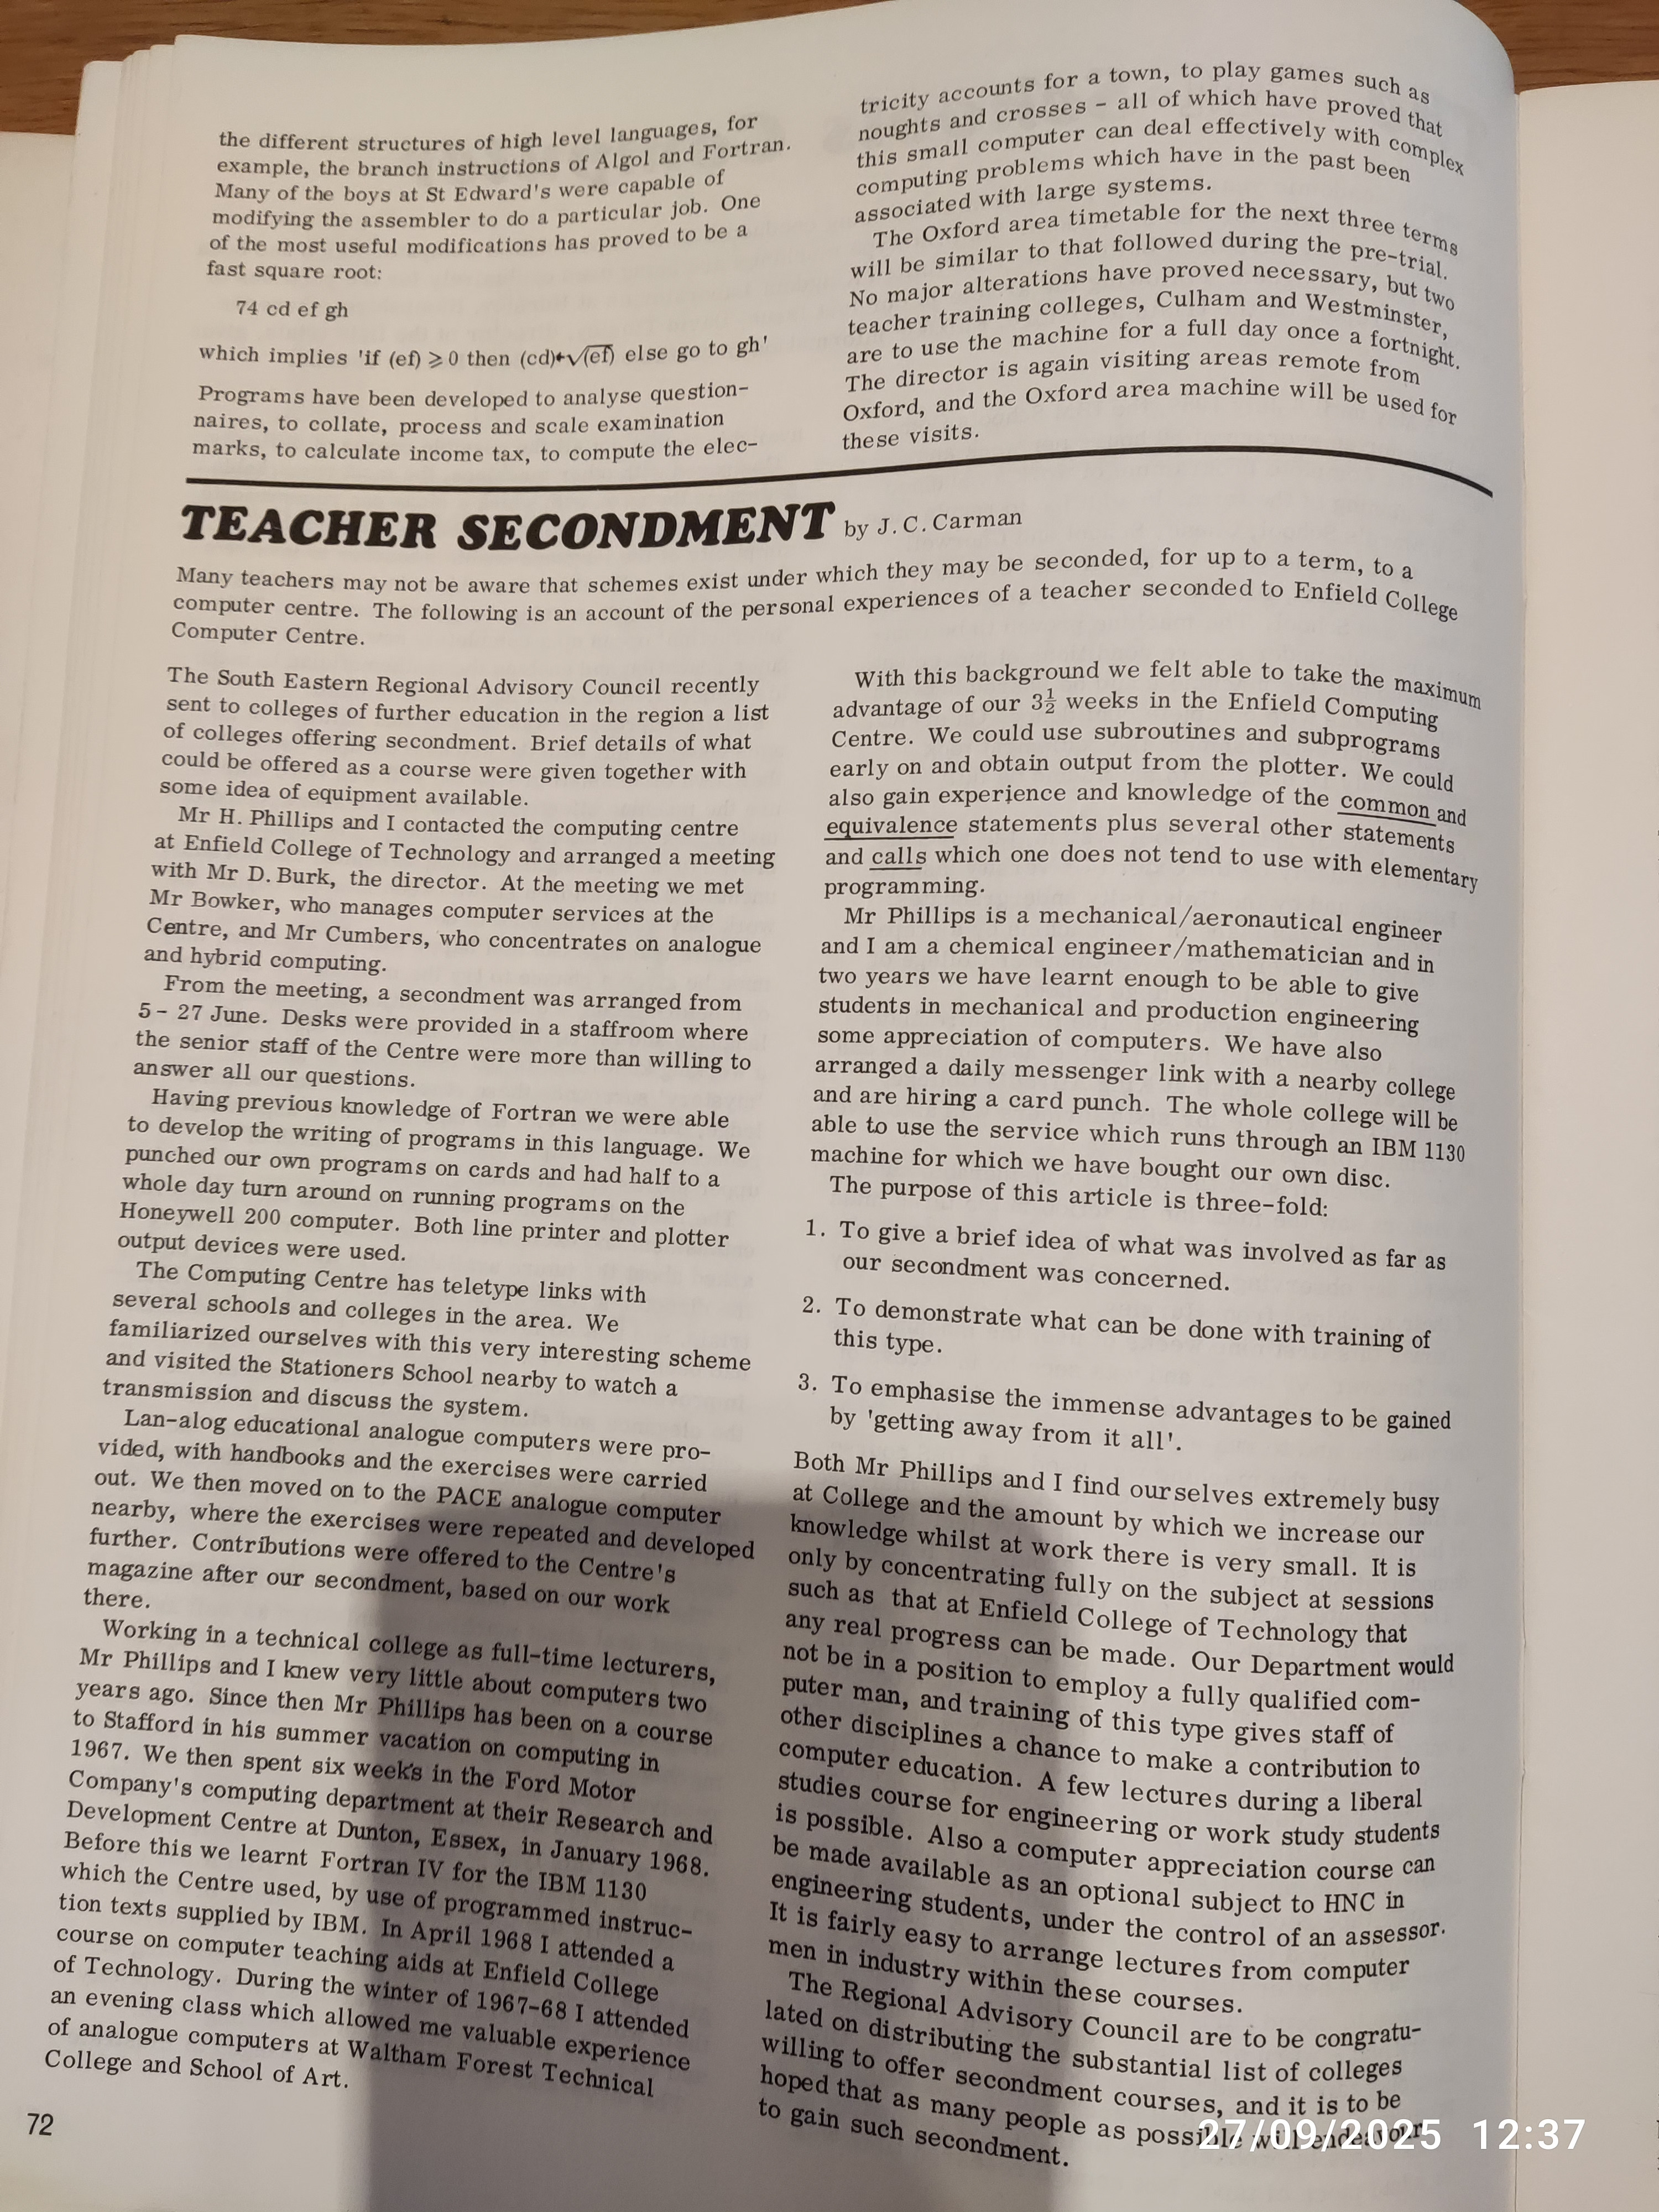 the different structures of high level languages, for
example, the branch instructions of Algol and Fortran.
Many of the boys at St Edward's were capable of
modifying the assembler to do a particular job. One
of the most useful modifications has proved to be a
fast square root:
74 cd ef gh
which implies 'if (ef) ⩾ 0 then (cd)←√(ef) else go to gh'
Programs have been developed to analyse question-
naires, to collate, process and scale examination
marks, to calculate income tax, to compute the elec-
tricity accounts for a town, to play games such as
noughts and crosses - all of which have proved that
this small computer can deal effectively with complex
computing problems which have in the past been
associated with large systems.
The Oxford area timetable for the next three terms
will be similar to that followed during the pre-trial.
No major alterations have proved necessary, but two
teacher training colleges, Culham and Westminster,
are to use the machine for a full day once a fortnight.
The director is again visiting areas remote from
Oxford, and the Oxford area machine will be used for
these visits.
TEACHER SECONDMENT by J. C. Carman
Many teachers may not be aware that schemes exist under which they may be seconded, for up to a term, to a
computer centre. The following is an account of the personal experiences of a teacher seconded to Enfield College
Computer Centre.
The South Eastern Regional Advisory Council recently
sent to colleges of further education in the region a list
of colleges offering secondment. Brief details of what
could be offered as a course were given together with
some idea of equipment available.
Mr H. Phillips and I contacted the computing centre
at Enfield College of Technology and arranged a meeting
with Mr D. Burk, the director. At the meeting we met
Mr Bowker, who manages computer services at the
Centre, and Mr Cumbers, who concentrates on analogue
and hybrid computing.
From the meeting, a secondment was arranged from
5 - 27 June. Desks were provided in a staffroom where
the senior staff of the Centre were more than willing to
answer all our questions.
Having previous knowledge of Fortran we were able
to develop the writing of programs in this language. We
punched our own programs on cards and had half to a
whole day turn around on running programs on the
Honeywell 200 computer. Both line printer and plotter
output devices were used.
The Computing Centre has teletype links with
several schools and colleges in the area. We
familiarized ourselves with this very interesting scheme
and visited the Stationers School nearby to watch a
transmission and discuss the system.
Lan-alog educational analogue computers were pro-
vided, with handbooks and the exercises were carried
out. We then moved on to the PACE analogue computer
nearby, where the exercises were repeated and developed
further. Contributions were offered to the Centre's
magazine after our secondment, based on our work
there.
Working in a technical college as full-time lecturers,
Mr Phillips and I knew very little about computers two
years ago. Since then Mr Phillips has been on a course
to Stafford in his summer vacation on computing in
1967. We then spent six weeks in the Ford Motor
Company's computing department at their Research and
Development Centre at Dunton, Essex, in January 1968.
Before this we learnt Fortran IV for the IBM 1130
which the Centre used, by use of programmed instruc-
tion texts supplied by IBM. In April 1968 I attended a
course on computer teaching aids at Enfield College
of Technology. During the winter of 1967-68 I attended
an evening class which allowed me valuable experience
of analogue computers at Waltham Forest Technical
College and School of Art.
With this background we felt able to take the maximum
advantage of our 3½ weeks in the Enfield Computing
Centre. We could use subroutines and subprograms
early on and obtain output from the plotter. We could
also gain experience and knowledge of the common and
equivalence statements plus several other statements
and calls which one does not tend to use with elementary
programming.
Mr Phillips is a mechanical/aeronautical engineer
and I am a chemical engineer/mathematician and in
two years we have learnt enough to be able to give
students in mechanical and production engineering
some appreciation of computers. We have also
arranged a daily messenger link with a nearby college
and are hiring a card punch. The whole college will be
able to use the service which runs through an IBM 1130
machine for which we have bought our own disc.
The purpose of this article is three-fold:
1. To give a brief idea of what was involved as far as
our secondment was concerned.
2. To demonstrate what can be done with training of
this type.
3. To emphasise the immense advantages to be gained
by 'getting away from it all'.
Both Mr Phillips and I find ourselves extremely busy
at College and the amount by which we increase our
knowledge whilst at work there is very small. It is
only by concentrating fully on the subject at sessions
such as that at Enfield College of Technology that
any real progress can be made. Our Department would
not be in a position to employ a fully qualified com-
puter man, and training of this type gives staff of
other disciplines a chance to make a contribution to
computer education. A few lectures during a liberal
studies course for engineering or work study students
is possible. Also a computer appreciation course can
be made available as an optional subject to HNC in
engineering students, under the control of an assessor.
It is fairly easy to arrange lectures from computer
men in industry within these courses.
The Regional Advisory Council are to be congratu-
lated on distributing the substantial list of colleges
willing to offer secondment courses, and it is to be
hoped that as many people as possible will endeavour
to gain such secondment.
72
27/09/2025 12:37